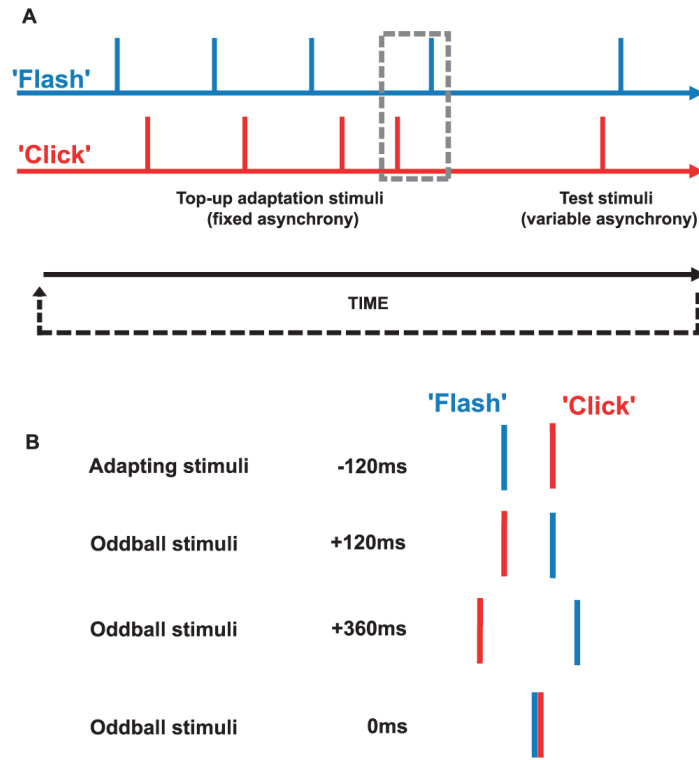 A
'Flash'
'Click'
Top-up adaptation stimuli
(fixed asynchrony)
Test stimuli
(variable asynchrony)
TIME
'Flash' 'Click'
B
Adapting stimuli -120ms
Oddball stimuli +120ms
Oddball stimuli +360ms
Oddball stimuli 0ms